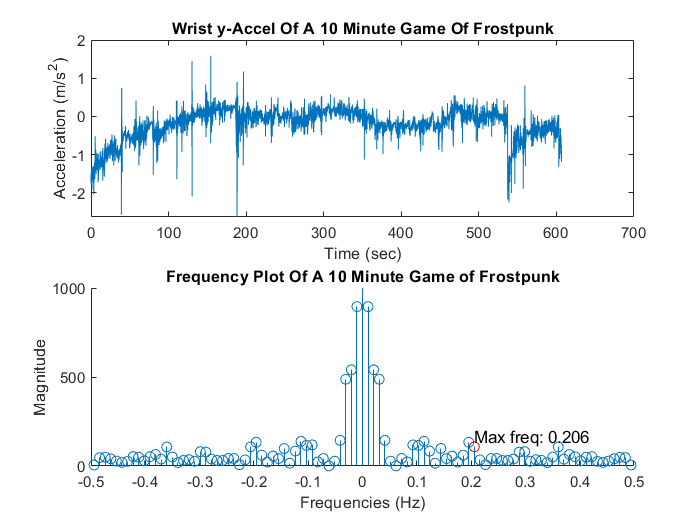 Wrist y-Accel Of A 10 Minute Game Of Frostpunk
2
1
0
-1
-2
Acceleration (m/s²)
0 100 200 300 400 500 600 700
Time (sec)
Frequency Plot Of A 10 Minute Game of Frostpunk
1000
500
0
Magnitude
Max freq: 0.206
-0.5 -0.4 -0.3 -0.2 -0.1 0 0.1 0.2 0.3 0.4 0.5
Frequencies (Hz)